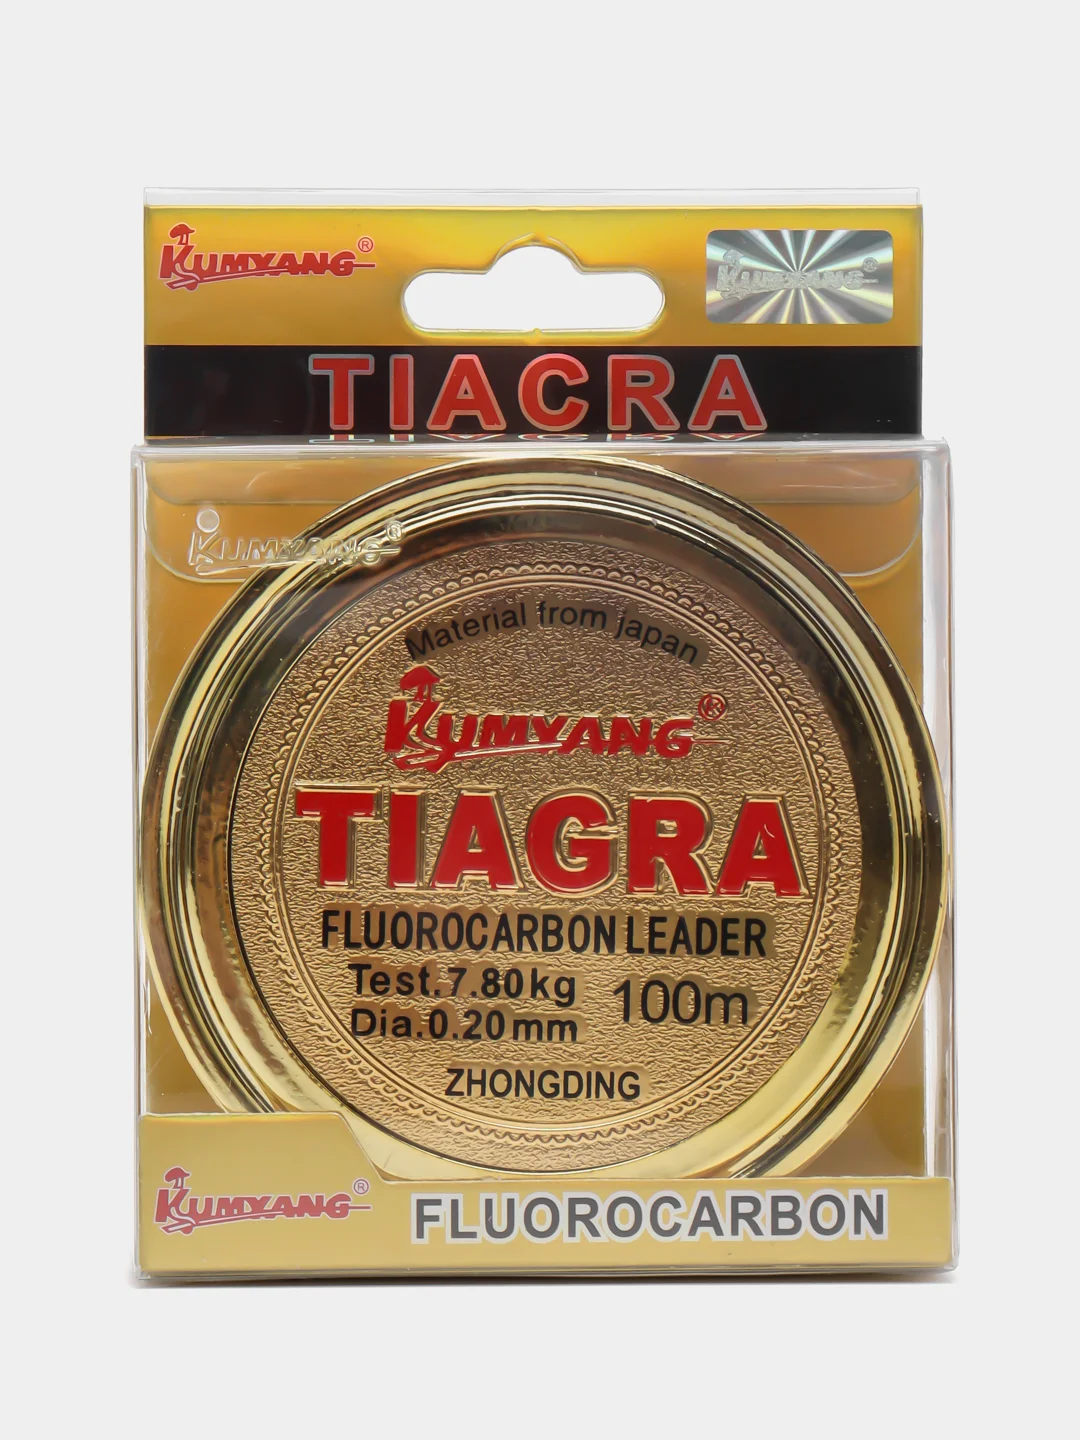 KUMYANG®
KUMYANG
TIACRA
KUMYANG®
Material from japan
KUMYANG®
TIAGRA
FLUOROCARBON LEADER
Test.7.80kg
Dia.0.20mm
100m
ZHONGDING
KUMYANG®
FLUOROCARBON